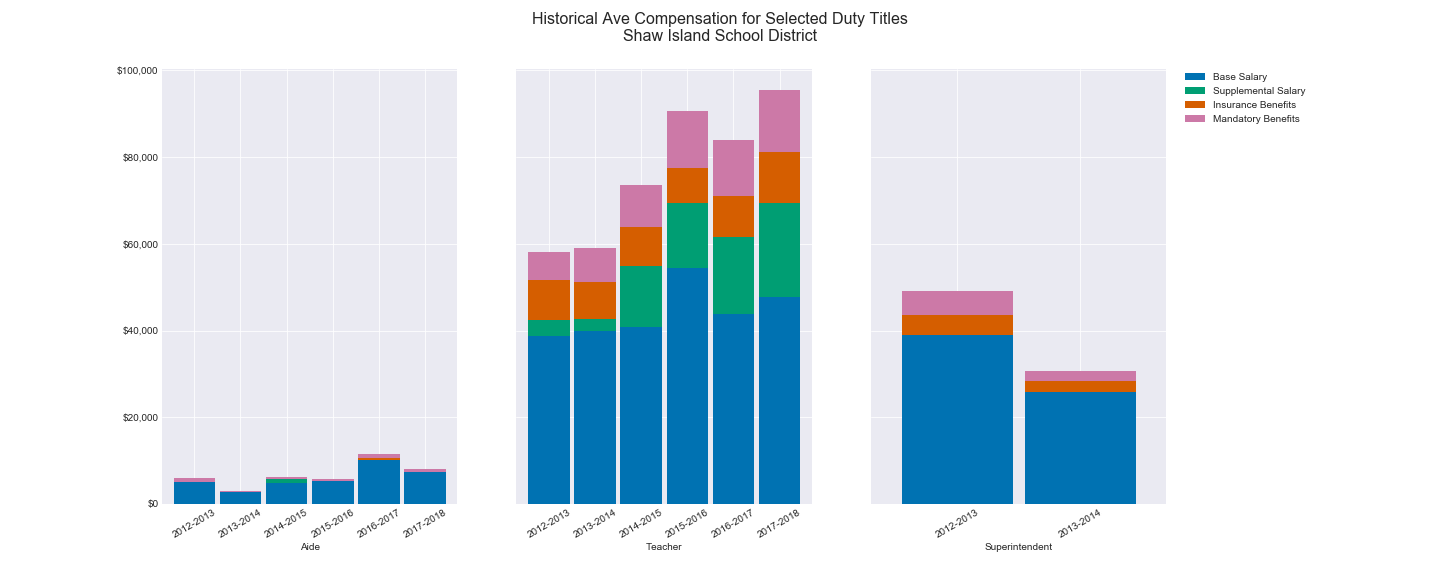 Historical Ave Compensation for Selected Duty Titles
Shaw Island School District
$100,000
$80,000
$60,000
$40,000
$20,000
$0
2012-2013
2013-2014
2014-2015
2015-2016
2016-2017
2017-2018
Aide
2012-2013
2013-2014
2014-2015
2015-2016
2016-2017
2017-2018
Teacher
2012-2013
2013-2014
Superintendent
Base Salary
Supplemental Salary
Insurance Benefits
Mandatory Benefits